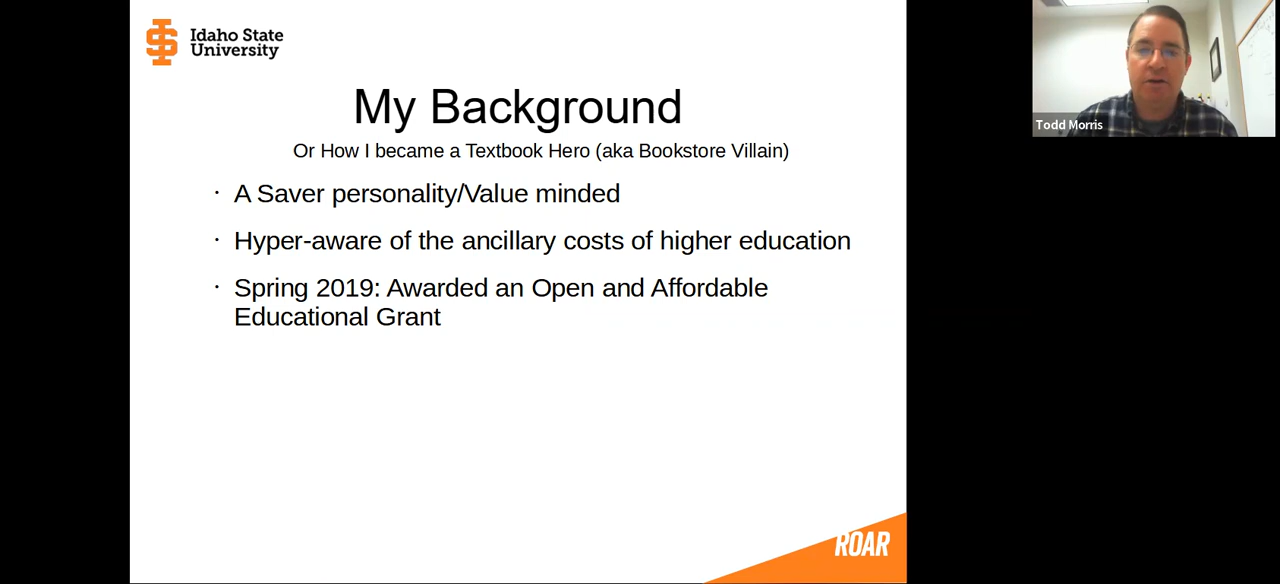 Idaho State
University
My Background
Or How I became a Textbook Hero (aka Bookstore Villain)
· A Saver personality/Value minded
· Hyper-aware of the ancillary costs of higher education
· Spring 2019: Awarded an Open and Affordable
Educational Grant
ROAR
Todd Morris